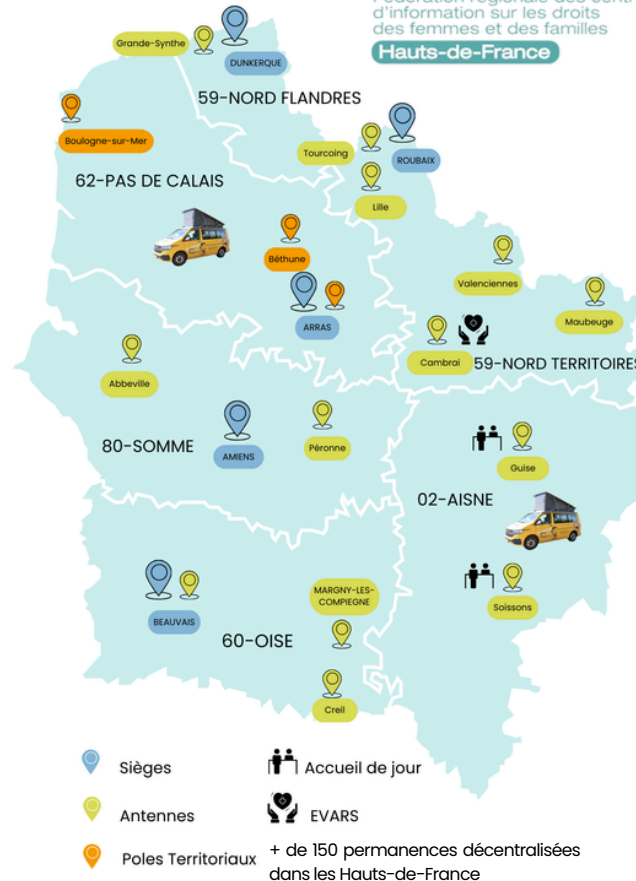 d'information sur les droits
des femmes et des familles
Hauts-de-France
Grande-Synthe
DUNKERQUE
59-NORD FLANDRES
Boulogne-sur-Mer
Tourcoing
ROUBAIX
62-PAS DE CALAIS
Lille
Béthune
Valenciennes
ARRAS
Maubeuge
Cambrai
59-NORD TERRITOIRES
Abbeville
80-SOMME
AMIENS
Péronne
Guise
02-AISNE
MARGNY-LES-
COMPIEGNE
Soissons
BEAUVAIS
60-OISE
Creil
Sièges
Accueil de jour
Antennes
EVARS
Poles Territoriaux
+ de 150 permanences décentralisées
dans les Hauts-de-France